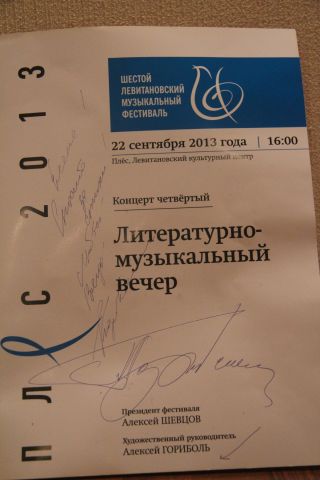 ШЕСТОЙ
ЛЕВИТАНОВСКИЙ
МУЗЫКАЛЬНЫЙ
ФЕСТИВАЛЬ
22 сентября 2013 года | 16:00
Плёс, Левитановский культурный центр
Концерт четвёртый
Литературно-
музыкальный
вечер
Президент фестиваля
Алексей ШЕВЦОВ
Художественный руководитель
Алексей ГОРИБОЛЬ
ПЛЁС 2013